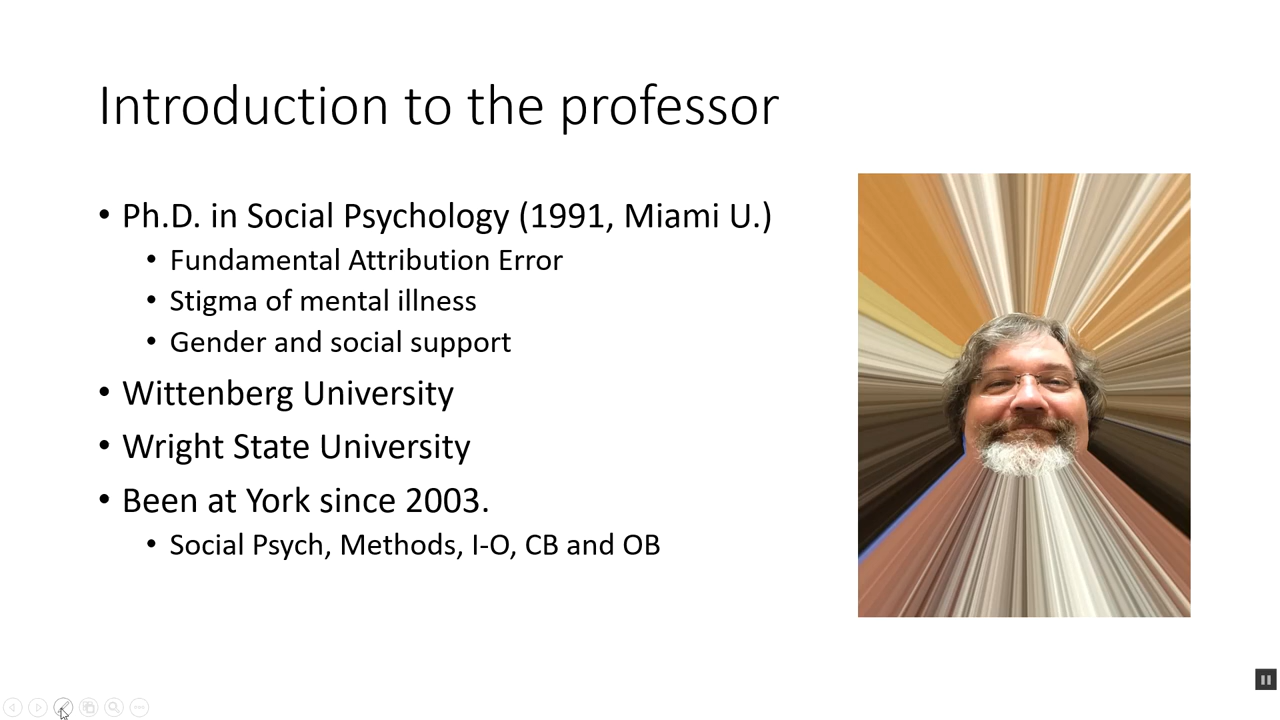 Introduction to the professor
• Ph.D. in Social Psychology (1991, Miami U.)
• Fundamental Attribution Error
• Stigma of mental illness
• Gender and social support
• Wittenberg University
• Wright State University
• Been at York since 2003.
• Social Psych, Methods, I-O, CB and OB